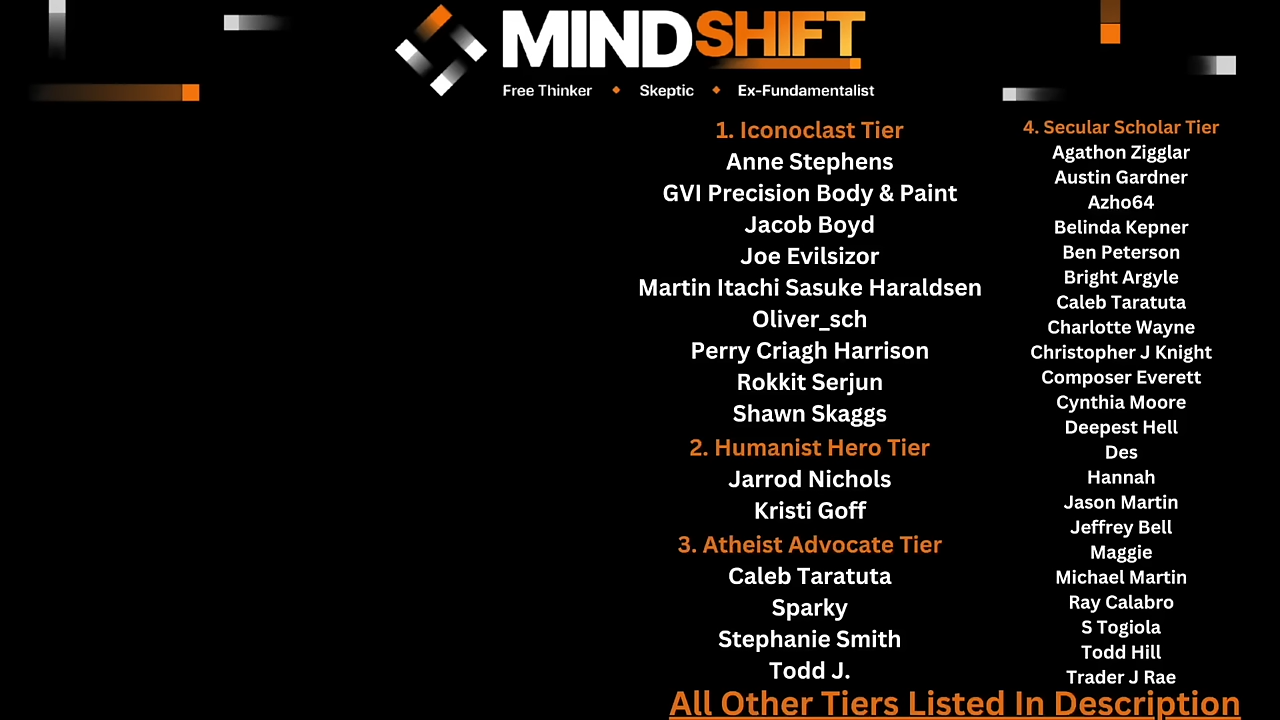 MINDSHIFT
Free Thinker ◆ Skeptic ◆ Ex-Fundamentalist
1. Iconoclast Tier
Anne Stephens
GVI Precision Body & Paint
Jacob Boyd
Joe Evilsizor
Martin Itachi Sasuke Haraldsen
Oliver_sch
Perry Criagh Harrison
Rokkit Serjun
Shawn Skaggs
2. Humanist Hero Tier
Jarrod Nichols
Kristi Goff
3. Atheist Advocate Tier
Caleb Taratuta
Sparky
Stephanie Smith
Todd J.
4. Secular Scholar Tier
Agathon Zigglar
Austin Gardner
Azho64
Belinda Kepner
Ben Peterson
Bright Argyle
Caleb Taratuta
Charlotte Wayne
Christopher J Knight
Composer Everett
Cynthia Moore
Deepest Hell
Des
Hannah
Jason Martin
Jeffrey Bell
Maggie
Michael Martin
Ray Calabro
S Togiola
Todd Hill
Trader J Rae
All Other Tiers Listed In Description